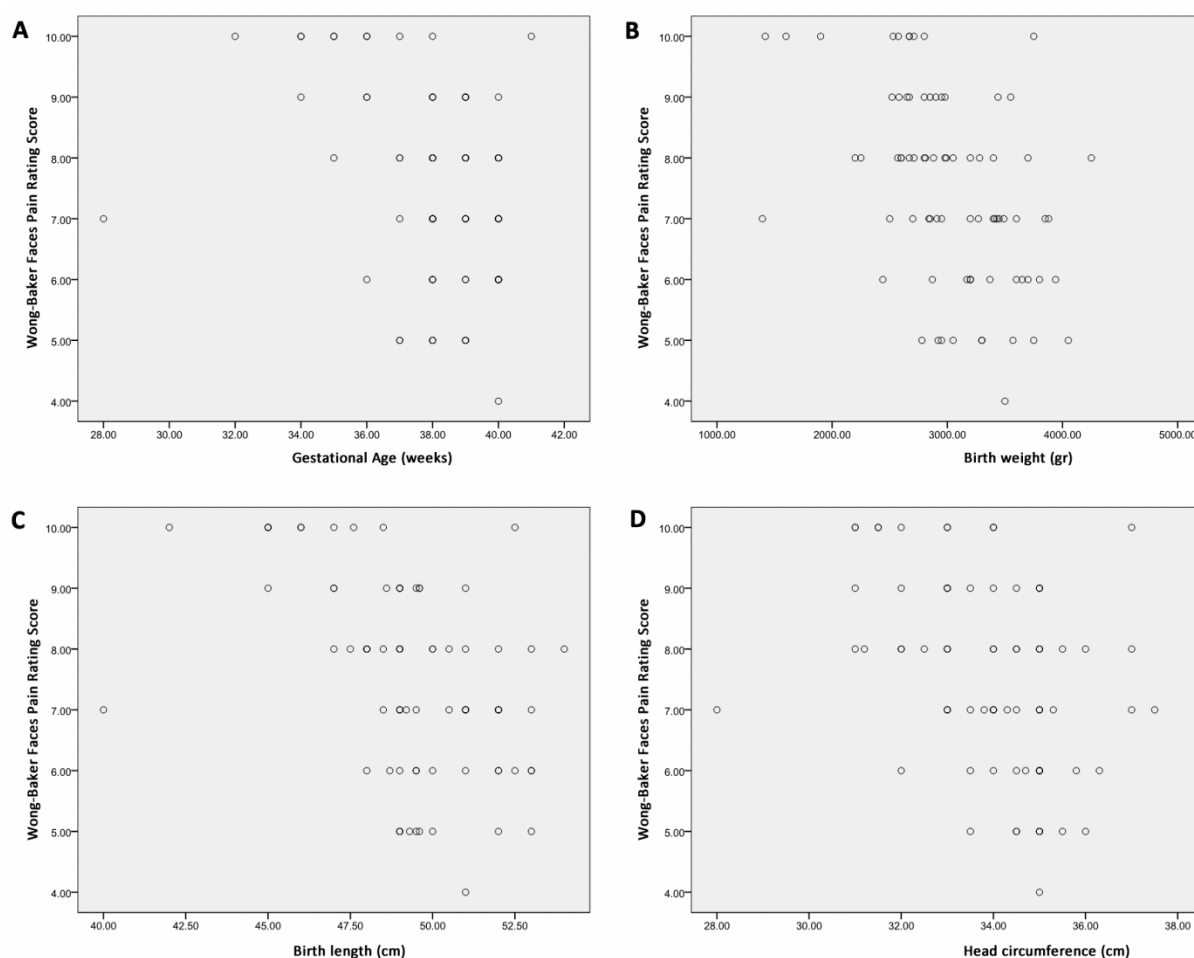 A
Wong-Baker Faces Pain Rating Score
10.00
9.00
8.00
7.00
6.00
5.00
4.00
28.00 30.00 32.00 34.00 36.00 38.00 40.00 42.00
Gestational Age (weeks)
B
Wong-Baker Faces Pain Rating Score
10.00
9.00
8.00
7.00
6.00
5.00
4.00
1000.00 2000.00 3000.00 4000.00 5000.00
Birth weight (gr)
C
Wong-Baker Faces Pain Rating Score
10.00
9.00
8.00
7.00
6.00
5.00
4.00
40.00 42.50 45.00 47.50 50.00 52.50
Birth length (cm)
D
Wong-Baker Faces Pain Rating Score
10.00
9.00
8.00
7.00
6.00
5.00
4.00
28.00 30.00 32.00 34.00 36.00 38.00
Head circumference (cm)